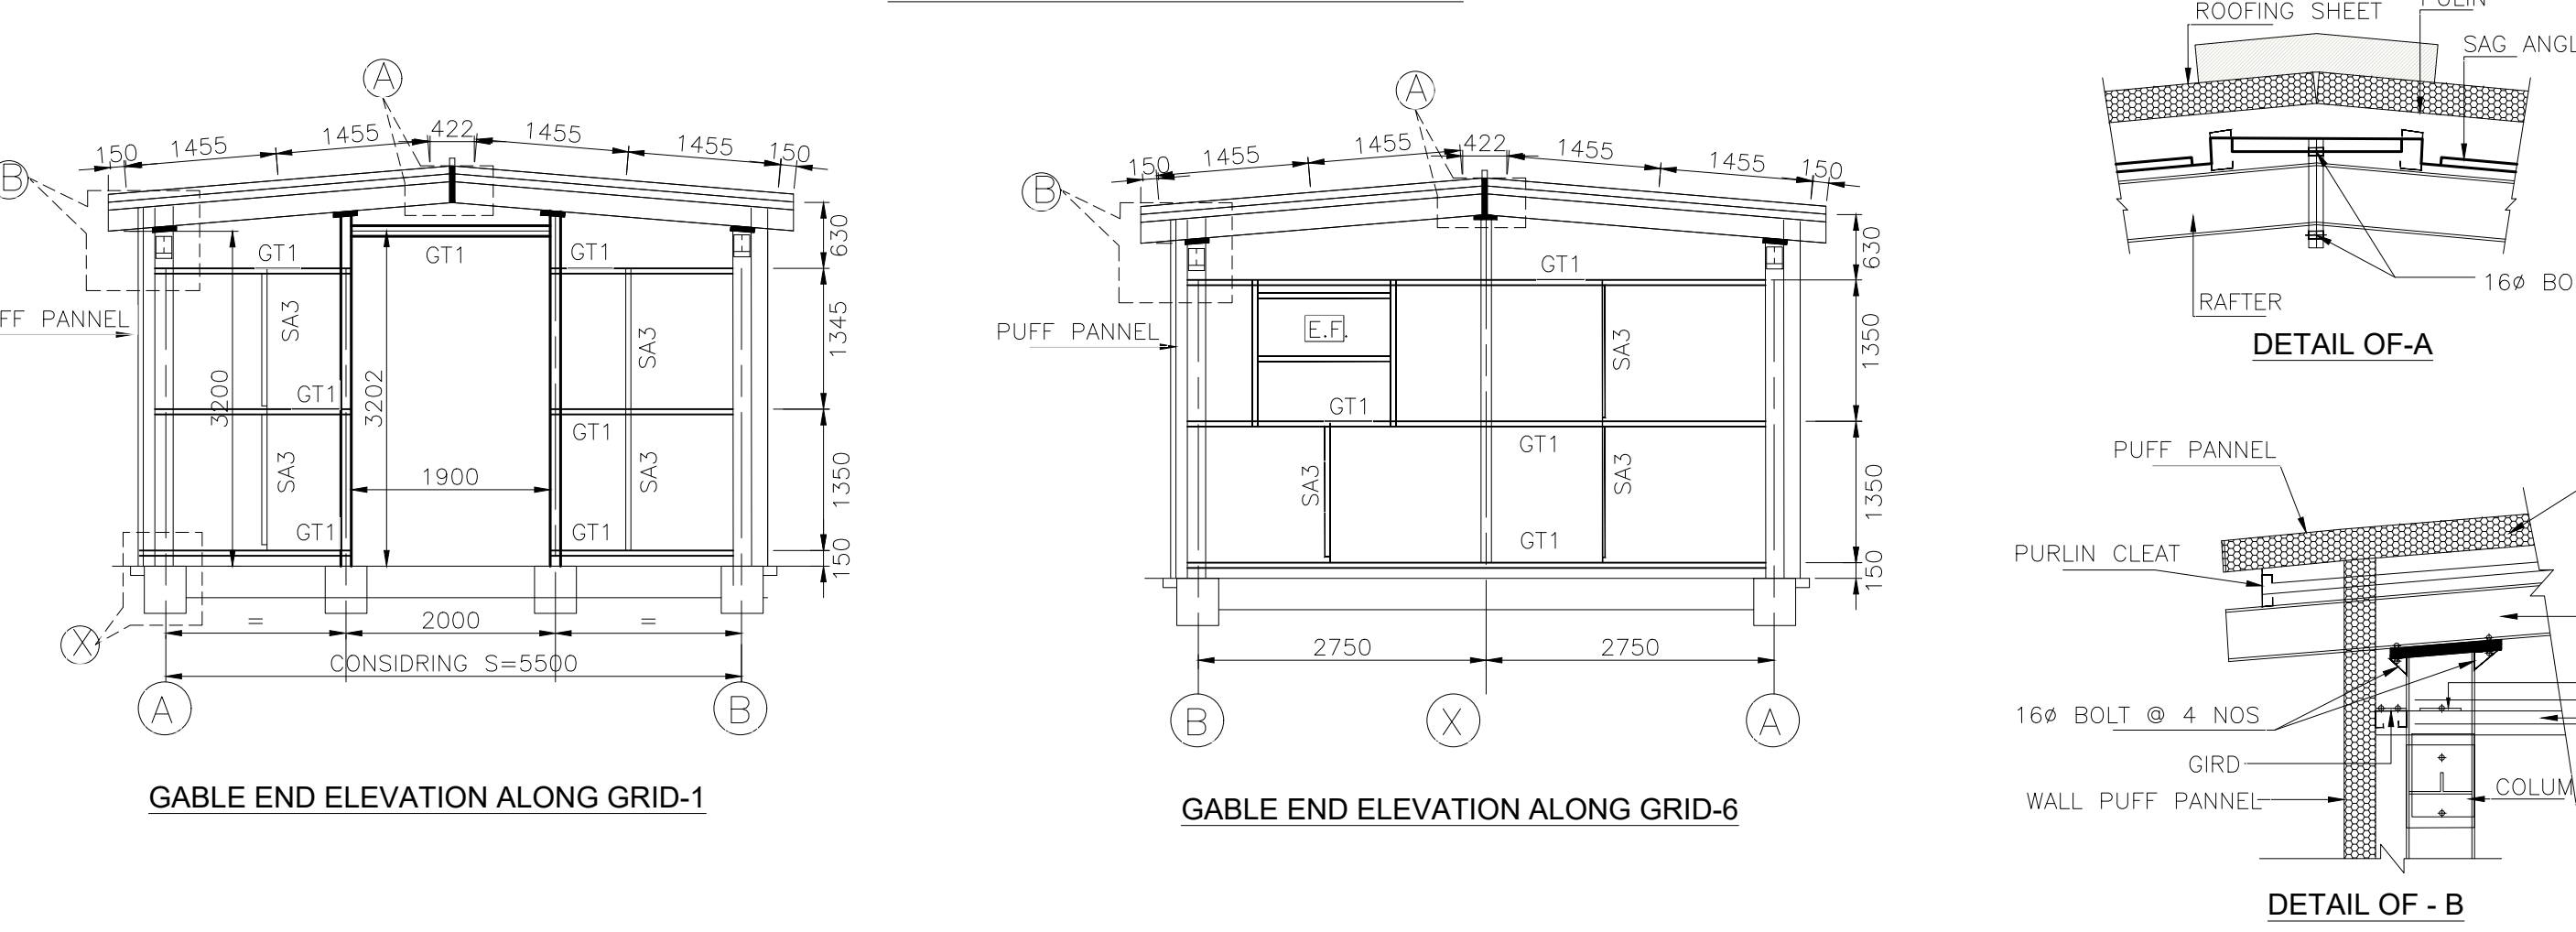 A
150
1455
1455
422
1455
1455
150
B
630
GT1
GT1
GT1
SA3
SA3
1345
FF PANNEL
3200
3202
GT1
GT1
SA3
SA3
1900
1350
GT1
GT1
150
X
=
2000
=
CONSIDRING S=5500
A
B
GABLE END ELEVATION ALONG GRID-1
A
150
1455
1455
422
1455
1455
150
B
630
GT1
E.F.
SA3
1350
PUFF PANNEL
GT1
GT1
SA3
SA3
1350
GT1
150
2750
2750
B
X
A
GABLE END ELEVATION ALONG GRID-6
ROOFING SHEET
SAG ANGL
16ø BO
RAFTER
DETAIL OF-A
PUFF PANNEL
PURLIN CLEAT
16ø BOLT @ 4 NOS
GIRD
WALL PUFF PANNEL
COLUM
DETAIL OF - B